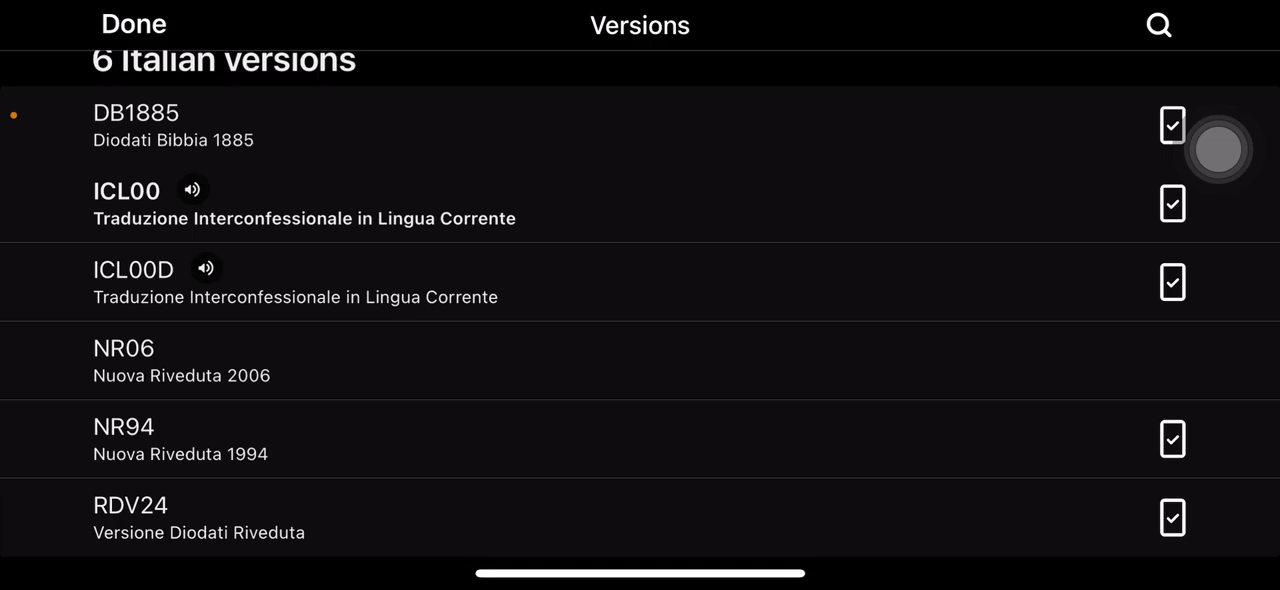 Done
Versions
6 Italian versions
DB1885
Diodati Bibbia 1885
ICL00
Traduzione Interconfessionale in Lingua Corrente
ICL00D
Traduzione Interconfessionale in Lingua Corrente
NR06
Nuova Riveduta 2006
NR94
Nuova Riveduta 1994
RDV24
Versione Diodati Riveduta